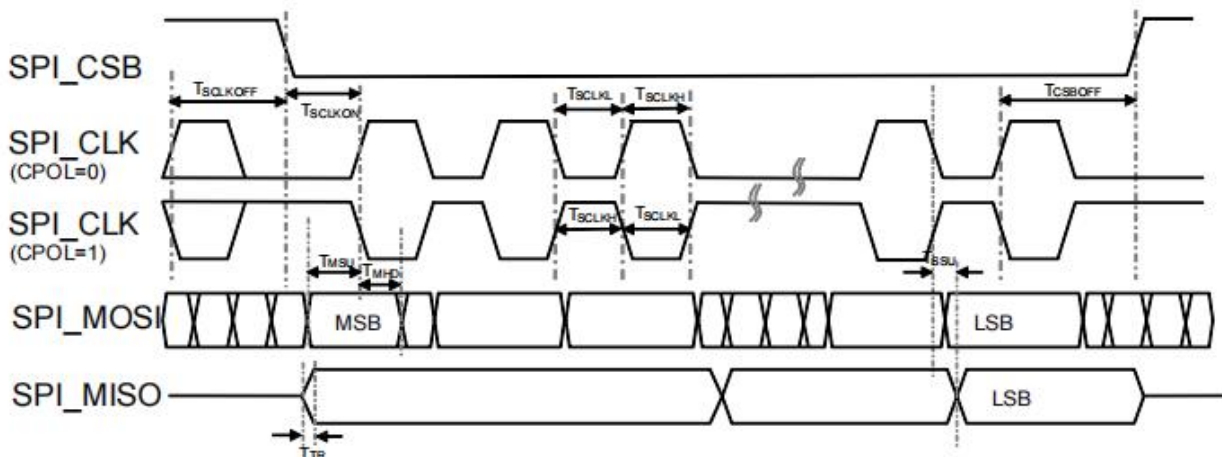 SPI_CSB
TSCLKOFF
TSCLKON
TSCLKL
TSCLKH
TCSBOFF
SPI_CLK
(CPOL=0)
SPI_CLK
(CPOL=1)
TSCLKH
TSCLKL
TMSU
TMHD
TSSU
SPI_MOSI
MSB
LSB
SPI_MISO
LSB
TTR